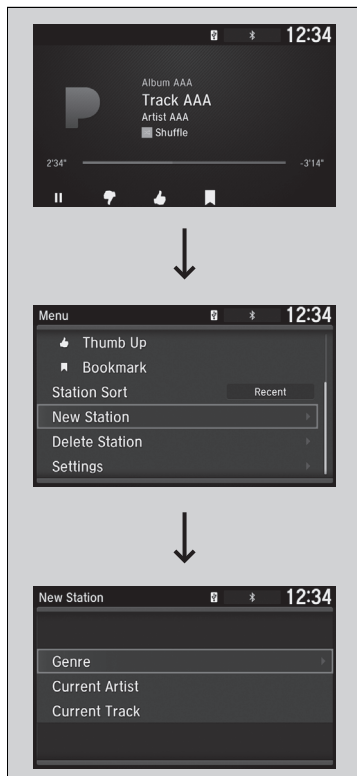 12:34
Album AAA
Track AAA
Artist AAA
Shuffle
2'34" -3'14"
Menu 12:34
Thumb Up
Bookmark
Station Sort Recent
New Station
Delete Station
Settings
New Station 12:34
Genre
Current Artist
Current Track